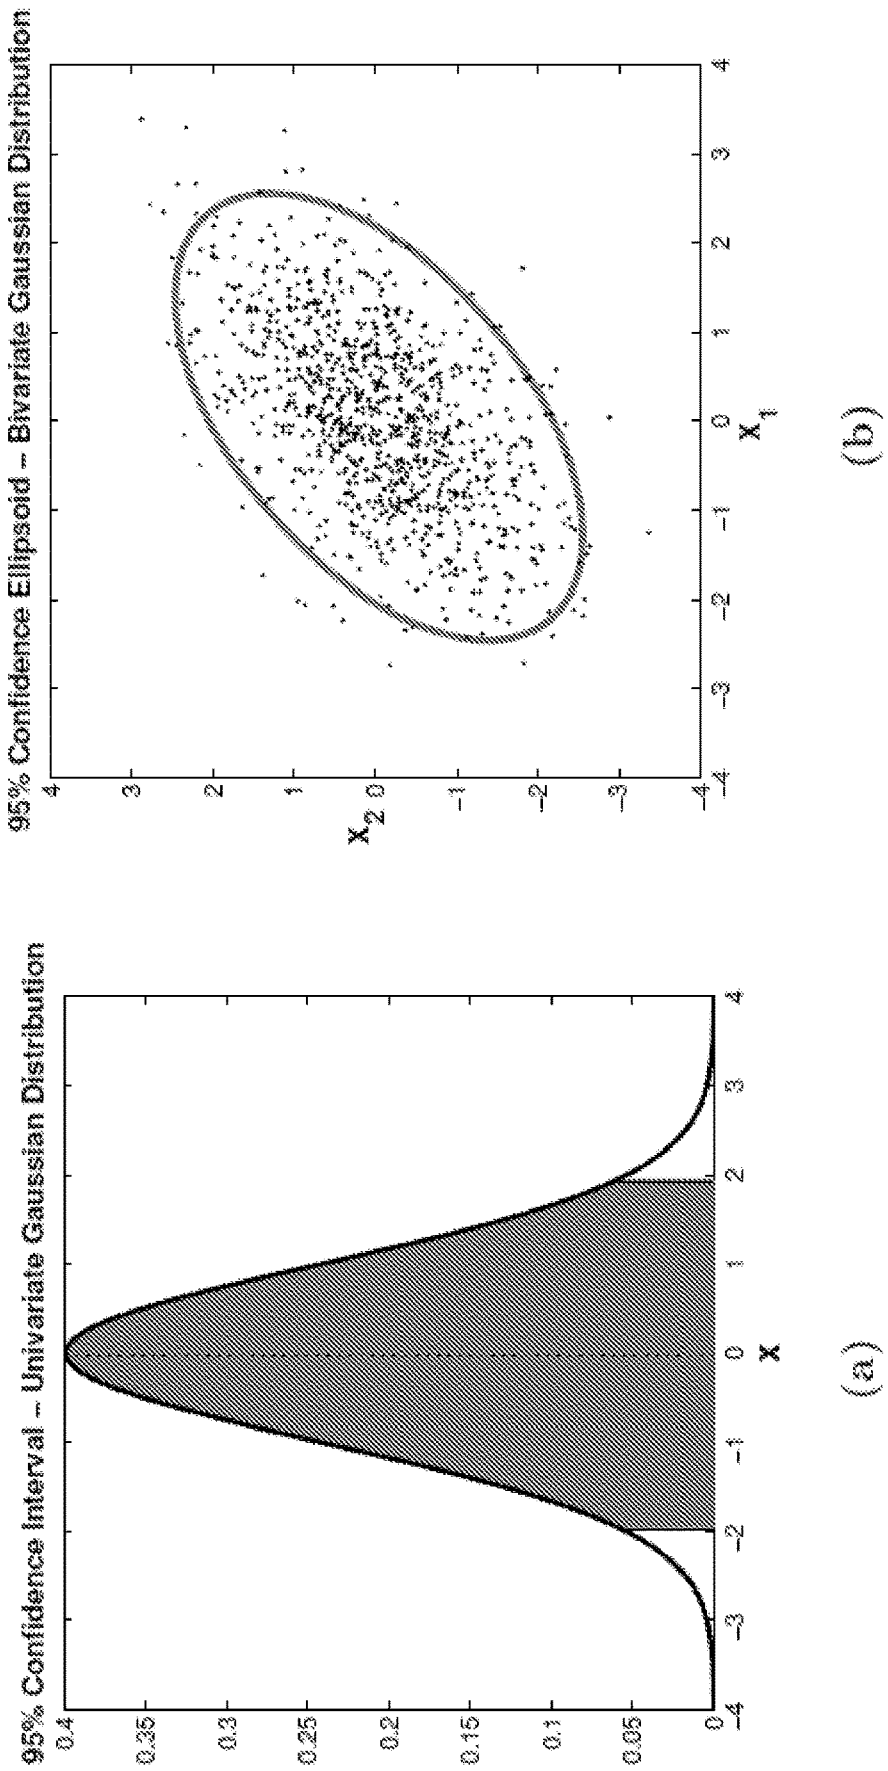 95% Confidence Interval – Univariate Gaussian Distribution
0.4
0.35
0.3
0.25
0.2
0.15
0.1
0.05
0
-4 -3 -2 -1 0 1 2 3 4
x
(a)
95% Confidence Ellipsoid – Bivariate Gaussian Distribution
4
3
2
1
x2 0
-1
-2
-3
-4
-4 -3 -2 -1 0 1 2 3 4
x1
(b)